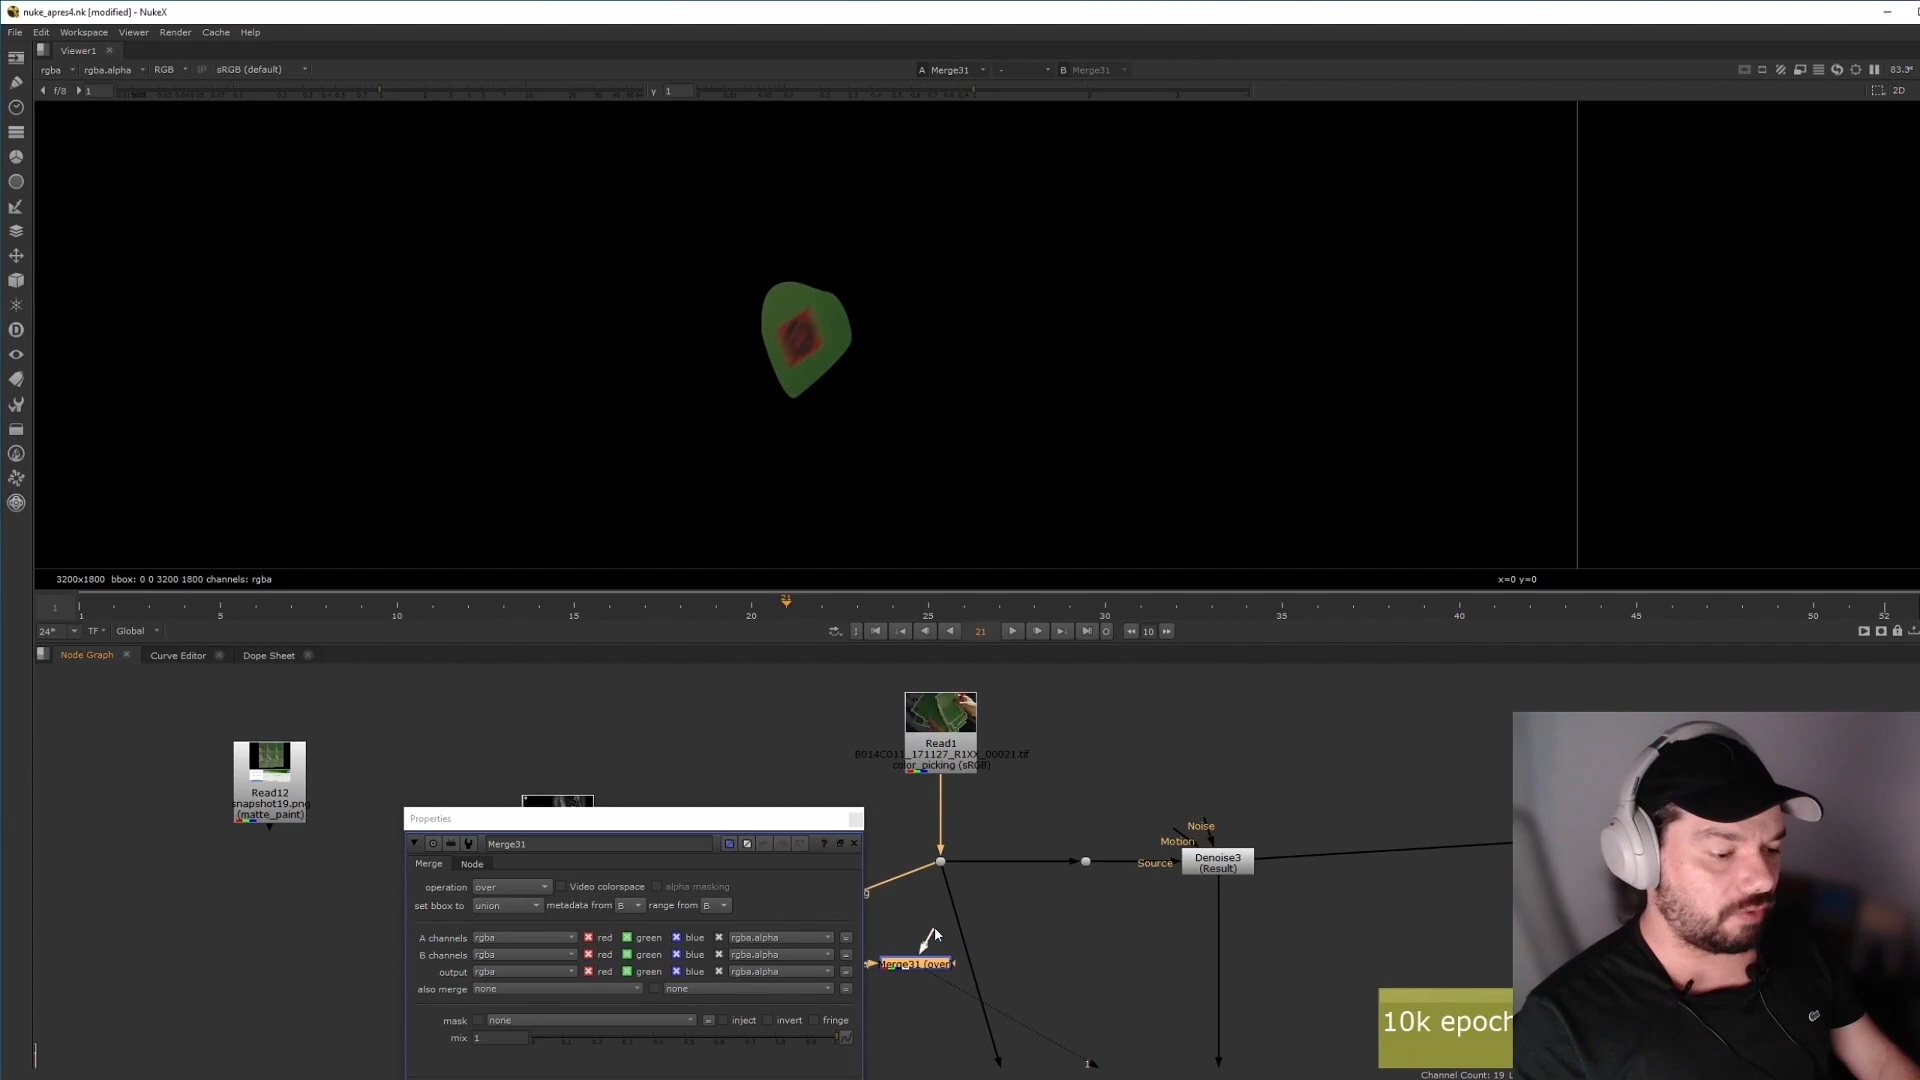 nuke_apres4.nk [modified] - NukeX
File Edit Workspace Viewer Render Cache Help
Viewer1
rgba rgba.alpha RGB IP sRGB (default) A Merge31 - B Merge31 83.3
f/8 1 γ 1 2D
3200x1800 bbox: 0 0 3200 1800 channels: rgba x=0 y=0
1 21
1 5 10 15 20 25 30 35 40 45 50 52
24* TF Global 21 10
Node Graph Curve Editor Dope Sheet
Read1
B014C011_171127_R1XX_00021.tif
color_picking (sRGB)
Read12
snapshot19.png
(matte_paint)
Noise
Motion
Source
Denoise3
(Result)
Merge31 (over
1
Properties
Merge31
Merge Node
operation over Video colorspace alpha masking
set bbox to union metadata from B range from B
A channels rgba red green blue rgba.alpha =
B channels rgba red green blue rgba.alpha =
output rgba red green blue rgba.alpha =
also merge none none =
mask none = inject invert fringe
mix 1
10k epoch
Channel Count: 19